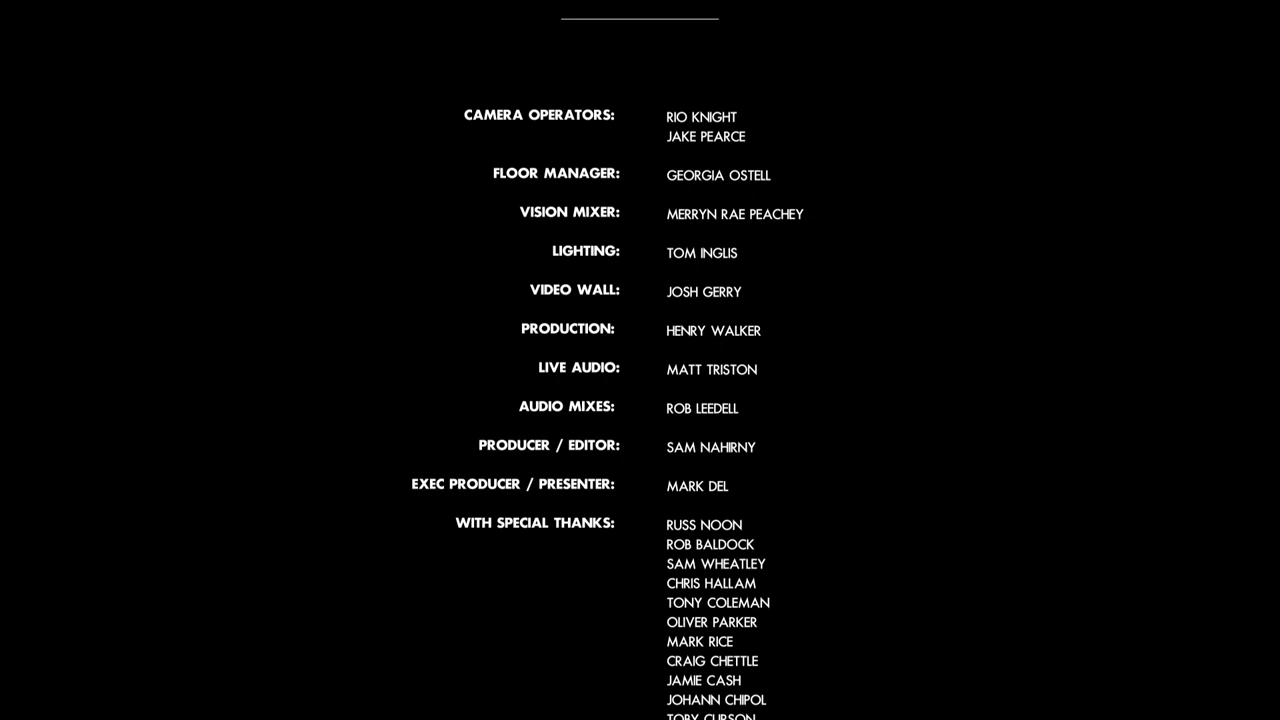 CAMERA OPERATORS: RIO KNIGHT
JAKE PEARCE
FLOOR MANAGER: GEORGIA OSTELL
VISION MIXER: MERRYN RAE PEACHEY
LIGHTING: TOM INGLIS
VIDEO WALL: JOSH GERRY
PRODUCTION: HENRY WALKER
LIVE AUDIO: MATT TRISTON
AUDIO MIXES: ROB LEEDELL
PRODUCER / EDITOR: SAM NAHIRNY
EXEC PRODUCER / PRESENTER: MARK DEL
WITH SPECIAL THANKS: RUSS NOON
ROB BALDOCK
SAM WHEATLEY
CHRIS HALLAM
TONY COLEMAN
OLIVER PARKER
MARK RICE
CRAIG CHETTLE
JAMIE CASH
JOHANN CHIPOL
TOBY CURSON